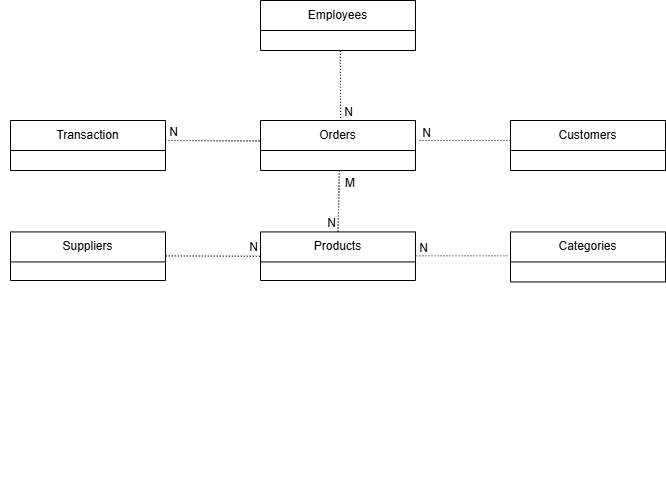 Employees
N
Transaction
N
Orders
N
Customers
M
N
Suppliers
N
Products
N
Categories